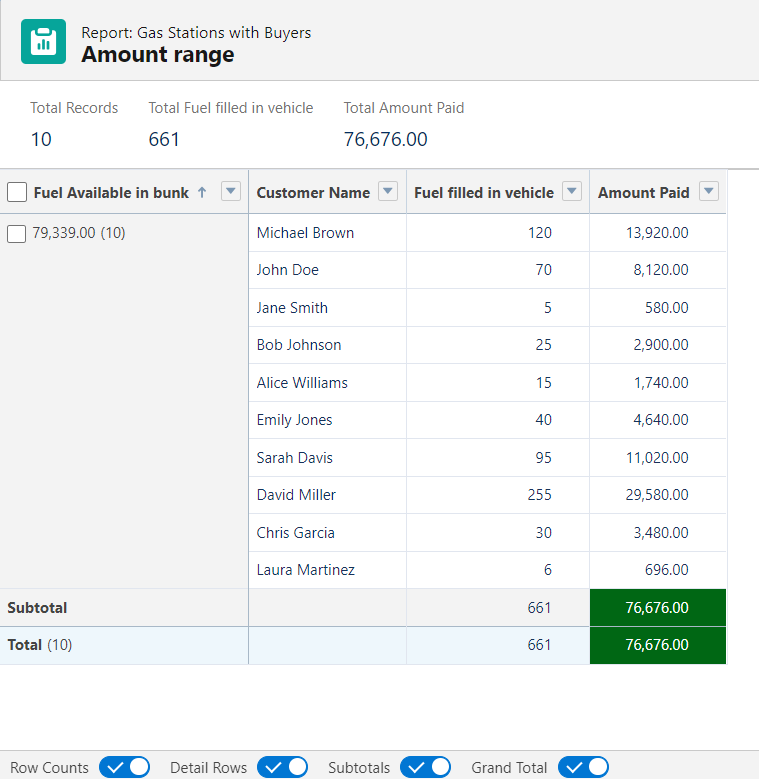 Report: Gas Stations with Buyers
Amount range
Total Records Total Fuel filled in vehicle Total Amount Paid
10 661 76,676.00
Fuel Available in bunk ↑ Customer Name Fuel filled in vehicle Amount Paid
79,339.00 (10) Michael Brown 120 13,920.00
John Doe 70 8,120.00
Jane Smith 5 580.00
Bob Johnson 25 2,900.00
Alice Williams 15 1,740.00
Emily Jones 40 4,640.00
Sarah Davis 95 11,020.00
David Miller 255 29,580.00
Chris Garcia 30 3,480.00
Laura Martinez 6 696.00
Subtotal 661 76,676.00
Total (10) 661 76,676.00
Row Counts Detail Rows Subtotals Grand Total